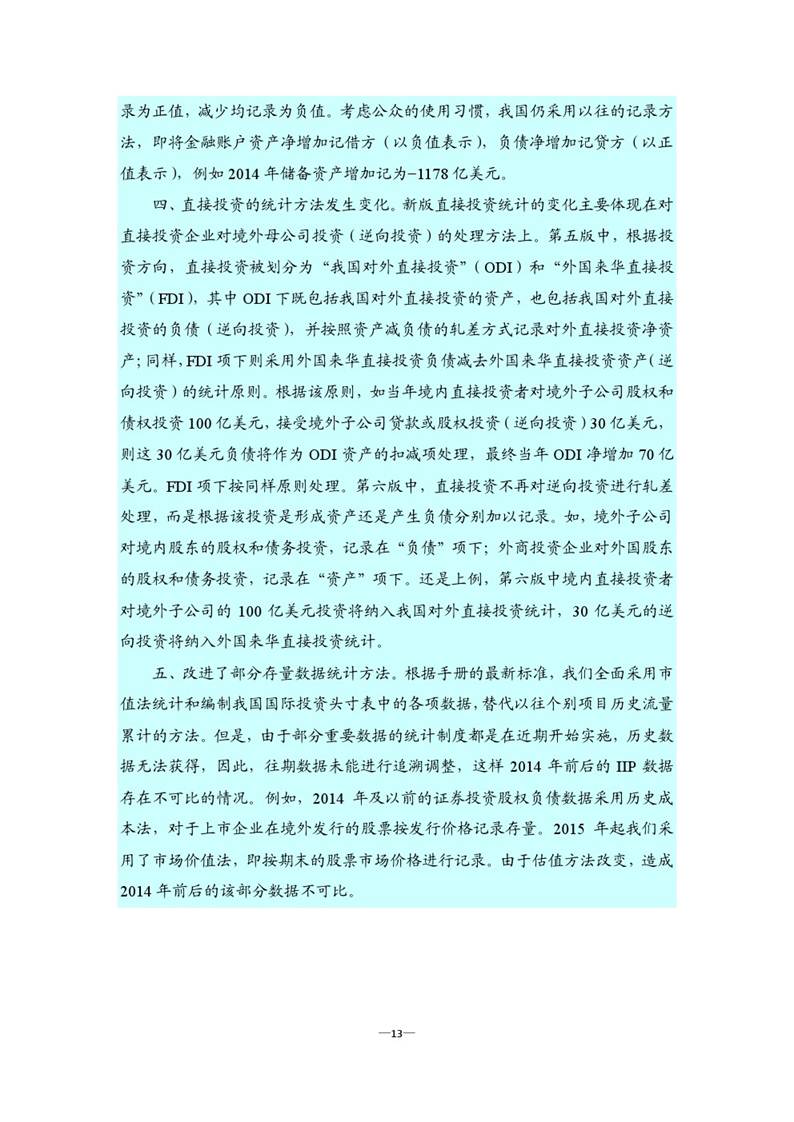 录为正值，减少均记录为负值。考虑公众的使用习惯，我国仍采用以往的记录方
法，即将金融账户资产净增加记借方（以负值表示），负债净增加记贷方（以正
值表示），例如 2014 年储备资产增加记为-1178 亿美元。
四、直接投资的统计方法发生变化。新版直接投资统计的变化主要体现在对
直接投资企业对境外母公司投资（逆向投资）的处理方法上。第五版中，根据投
资方向，直接投资被划分为“我国对外直接投资”（ODI）和“外国来华直接投
资”（FDI），其中 ODI 下既包括我国对外直接投资的资产，也包括我国对外直接
投资的负债（逆向投资），并按照资产减负债的轧差方式记录对外直接投资净资
产；同样，FDI 项下则采用外国来华直接投资负债减去外国来华直接投资资产（逆
向投资）的统计原则。根据该原则，如当年境内直接投资者对境外子公司股权和
债权投资 100 亿美元，接受境外子公司贷款或股权投资（逆向投资）30 亿美元，
则这 30 亿美元负债将作为 ODI 资产的扣减项处理，最终当年 ODI 净增加 70 亿
美元。FDI 项下按同样原则处理。第六版中，直接投资不再对逆向投资进行轧差
处理，而是根据该投资是形成资产还是产生负债分别加以记录。如，境外子公司
对境内股东的股权和债务投资，记录在“负债”项下；外商投资企业对外国股东
的股权和债务投资，记录在“资产”项下。还是上例，第六版中境内直接投资者
对境外子公司的 100 亿美元投资将纳入我国对外直接投资统计，30 亿美元的逆
向投资将纳入外国来华直接投资统计。
五、改进了部分存量数据统计方法。根据手册的最新标准，我们全面采用市
值法统计和编制我国国际投资头寸表中的各项数据，替代以往个别项目历史流量
累计的方法。但是，由于部分重要数据的统计制度都是在近期开始实施，历史数
据无法获得，因此，往期数据未能进行追溯调整，这样 2014 年前后的 IIP 数据
存在不可比的情况。例如，2014 年及以前的证券投资股权负债数据采用历史成
本法，对于上市企业在境外发行的股票按发行价格记录存量。2015 年起我们采
用了市场价值法，即按期末的股票市场价格进行记录。由于估值方法改变，造成
2014 年前后的该部分数据不可比。
—13—